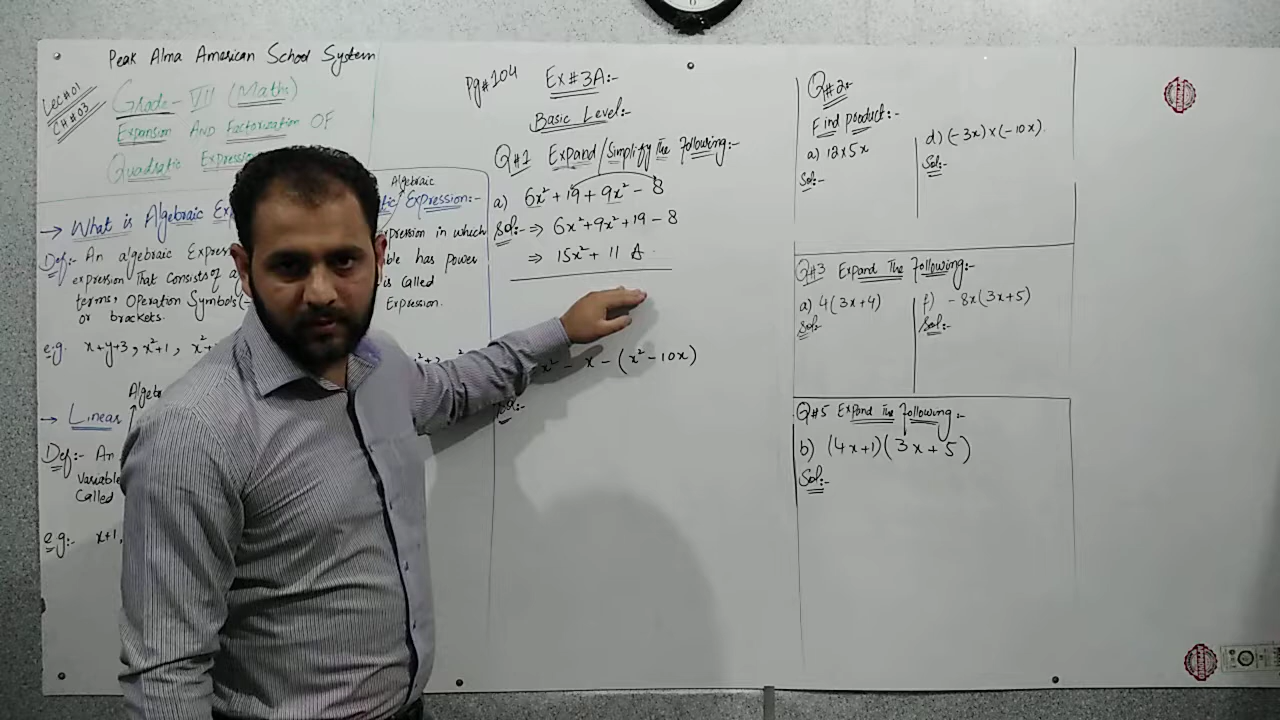 Peak Alma American School System
Lec#01
CH#03
Grade - VII (Maths)
Expansion AND Factorization OF
Quadratic
→ What is Algebraic
Def:- An algebraic
expression That consists of
terms, Operation Symbols
or brackets.
e.g. x+y+3, x²+1,
→ Linear
Def:- An
Variable
Called
e.g:- x+1,
Algebraic
Expression:-
in which
has power
is called
Expression.
Pg#104
Ex#3A:-
Basic Level:-
Q#1 Expand/Simplify The Following:-
a) 6x² + 19 + 9x² - 8
Sol:- ⇒ 6x² + 9x² + 19 - 8
⇒ 15x² + 11 A
x² - x - (x² - 10x)
Sol:-
Q#2:-
Find product:-
a) 12 x 5x
Sol:-
d) (-3x) x (-10x).
Sol:-
Q#3 Expand The Following:-
a) 4(3x+4)
Sol:-
f) -8x(3x+5)
Sol:-
Q#5 Expand The Following:-
b) (4x+1)(3x+5)
Sol:-